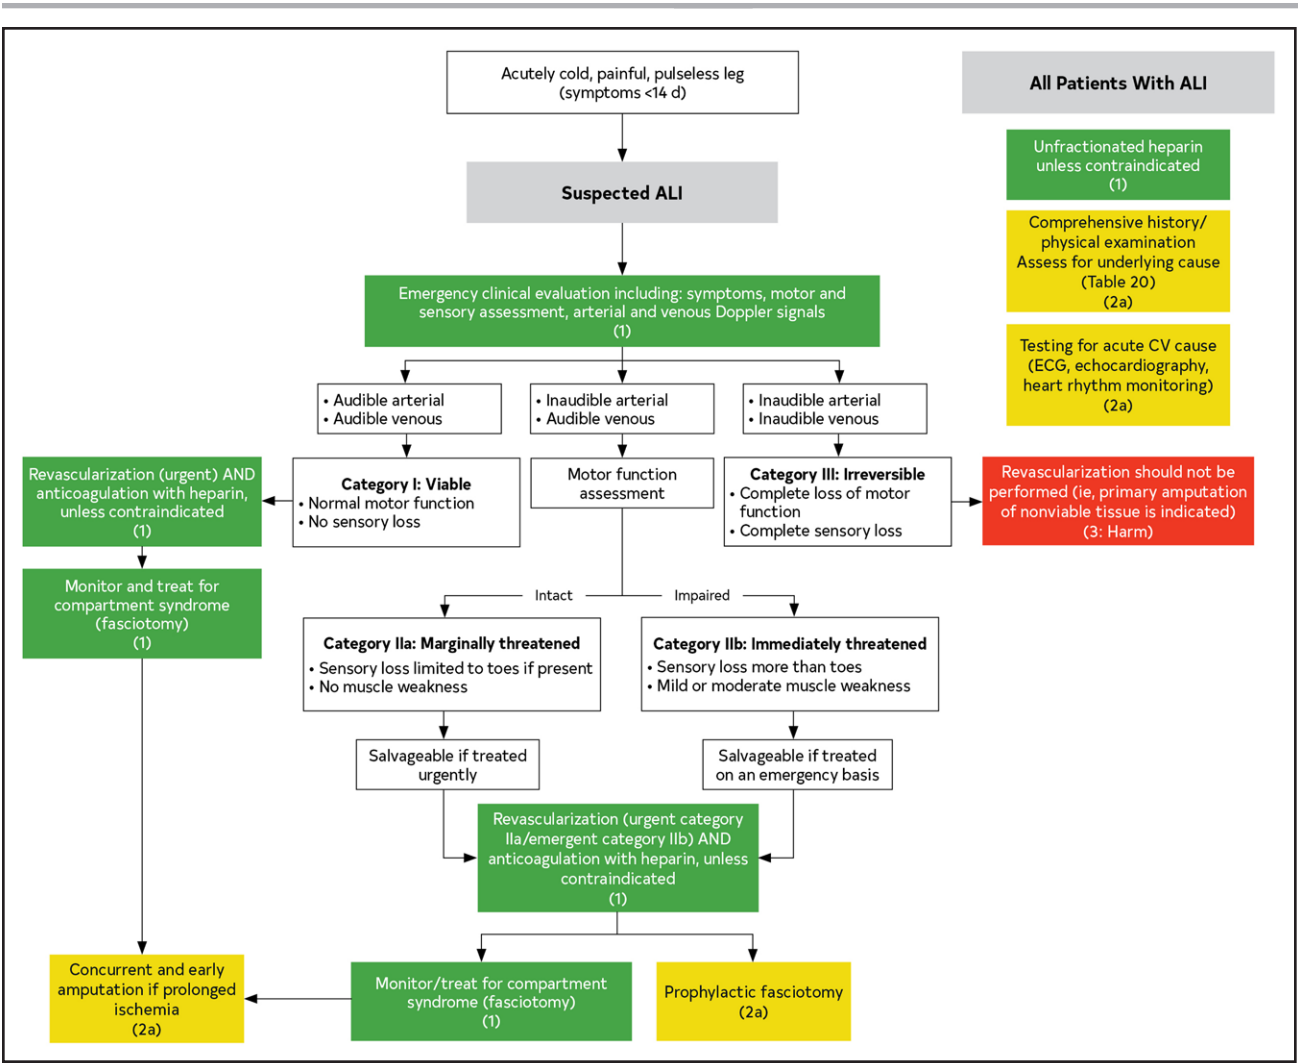 Acutely cold, painful, pulseless leg
(symptoms <14 d)
All Patients With ALI
Unfractionated heparin
unless contraindicated
(1)
Comprehensive history/
physical examination
Assess for underlying cause
(Table 20)
(2a)
Testing for acute CV cause
(ECG, echocardiography,
heart rhythm monitoring)
(2a)
Suspected ALI
Emergency clinical evaluation including: symptoms, motor and
sensory assessment, arterial and venous Doppler signals
(1)
• Audible arterial
• Audible venous
• Inaudible arterial
• Audible venous
• Inaudible arterial
• Inaudible venous
Revascularization (urgent) AND
anticoagulation with heparin,
unless contraindicated
(1)
Category I: Viable
• Normal motor function
• No sensory loss
Motor function
assessment
Category III: Irreversible
• Complete loss of motor
function
• Complete sensory loss
Revascularization should not be
performed (ie, primary amputation
of nonviable tissue is indicated)
(3: Harm)
Monitor and treat for
compartment syndrome
(fasciotomy)
(1)
Intact
Impaired
Category IIa: Marginally threatened
• Sensory loss limited to toes if present
• No muscle weakness
Category IIb: Immediately threatened
• Sensory loss more than toes
• Mild or moderate muscle weakness
Salvageable if treated
urgently
Salvageable if treated
on an emergency basis
Revascularization (urgent category
IIa/emergent category IIb) AND
anticoagulation with heparin, unless
contraindicated
(1)
Concurrent and early
amputation if prolonged
ischemia
(2a)
Monitor/treat for compartment
syndrome (fasciotomy)
(1)
Prophylactic fasciotomy
(2a)